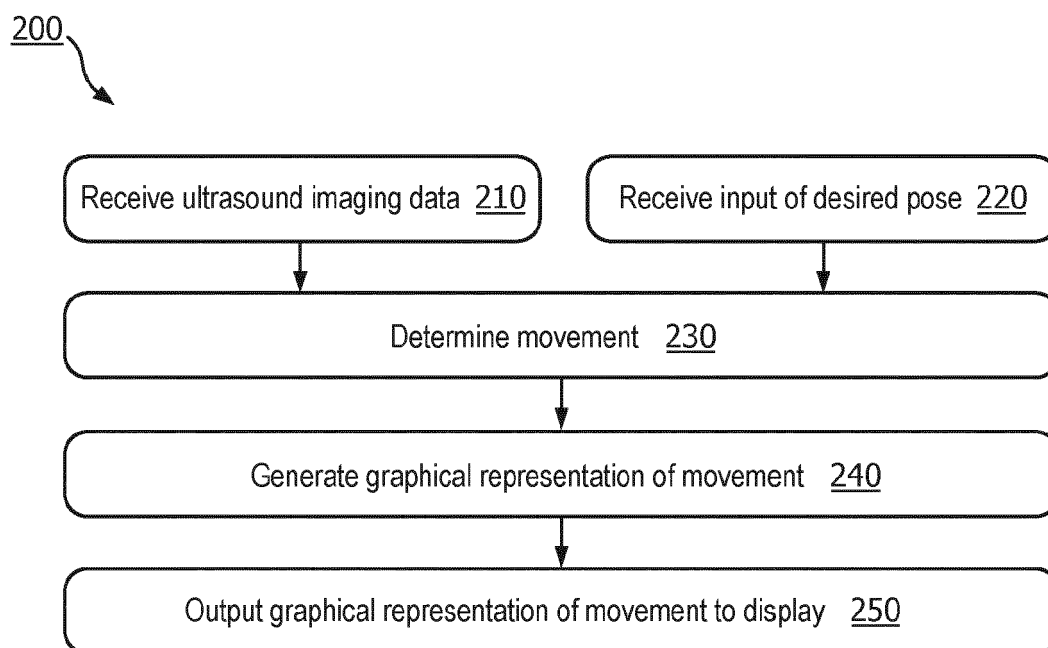 200
Receive ultrasound imaging data 210
Receive input of desired pose 220
Determine movement 230
Generate graphical representation of movement 240
Output graphical representation of movement to display 250